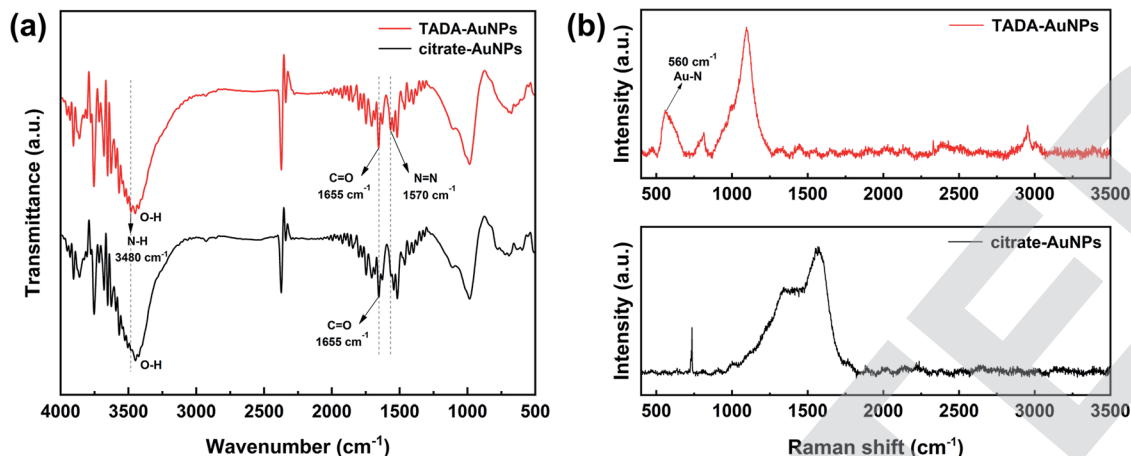 (a)
TADA-AuNPs
citrate-AuNPs
Transmittance (a.u.)
O-H
N-H
3480 cm⁻¹
C=O
1655 cm⁻¹
N=N
1570 cm⁻¹
O-H
C=O
1655 cm⁻¹
4000 3500 3000 2500 2000 1500 1000 500
Wavenumber (cm⁻¹)
(b)
TADA-AuNPs
560 cm⁻¹
Au-N
Intensity (a.u.)
500 1000 1500 2000 2500 3000 3500
citrate-AuNPs
Intensity (a.u.)
500 1000 1500 2000 2500 3000 3500
Raman shift (cm⁻¹)